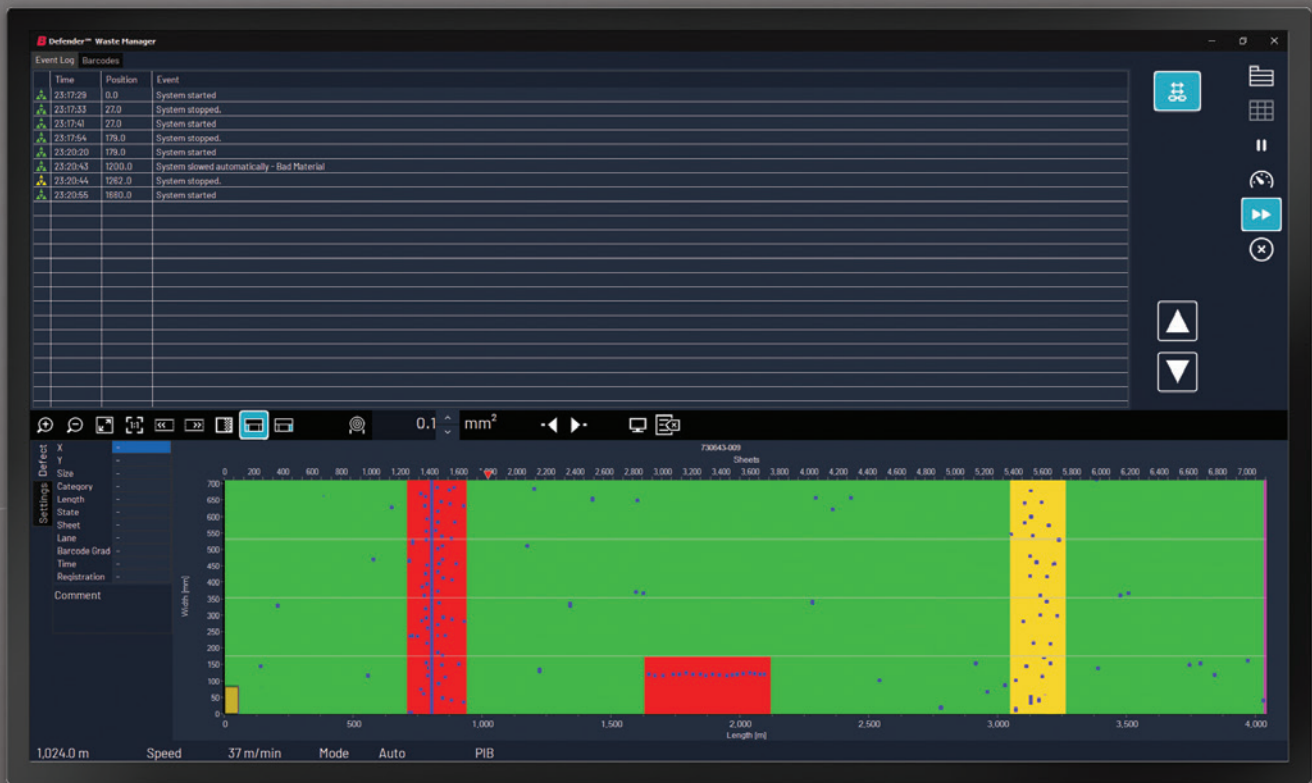 B Defender™ Waste Manager
Event Log Barcodes
Time Position Event
23:17:29 0.0 System started
23:17:33 27.0 System stopped.
23:17:41 27.0 System started
23:17:54 179.0 System stopped.
23:20:20 179.0 System started
23:20:43 1200.0 System slowed automatically - Bad Material
23:20:44 1262.0 System stopped.
23:20:55 1660.0 System started
1:1
0.1 mm²
Defect
Settings
X -
Y -
Size -
Category -
Length -
State -
Sheet -
Lane -
Barcode Grad -
Time -
Registration -
Comment
730643-009
Sheets
0 200 400 600 800 1,000 1,200 1,400 1,600 2,000 2,200 2,400 2,600 2,800 3,000 3,200 3,400 3,600 3,800 4,000 4,200 4,400 4,600 4,800 5,000 5,200 5,400 5,600 5,800 6,000 6,200 6,400 6,600 6,800 7,000
Width [mm]
700
650
600
550
500
450
400
350
300
250
200
150
100
50
0
0 500 1,000 1,500 2,000 2,500 3,000 3,500 4,000
Length [m]
1,024.0 m Speed 37 m/min Mode Auto PIB